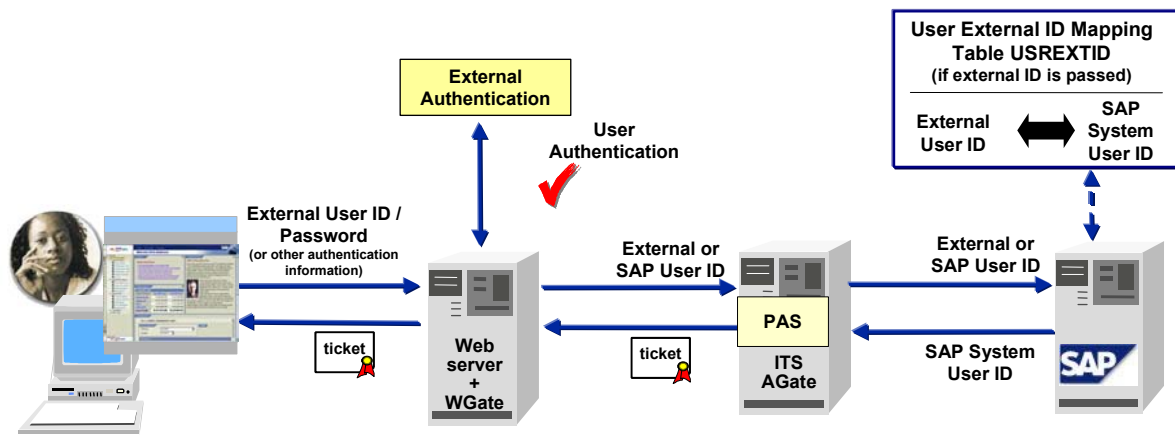 User External ID Mapping
Table USREXTID
(if external ID is passed)
External
User ID
SAP
System
User ID
External
Authentication
User
Authentication
External User ID /
Password
(or other authentication
information)
External or
SAP User ID
External or
SAP User ID
PAS
ticket
ticket
Web
server
+
WGate
ITS
AGate
SAP System
User ID
SAP